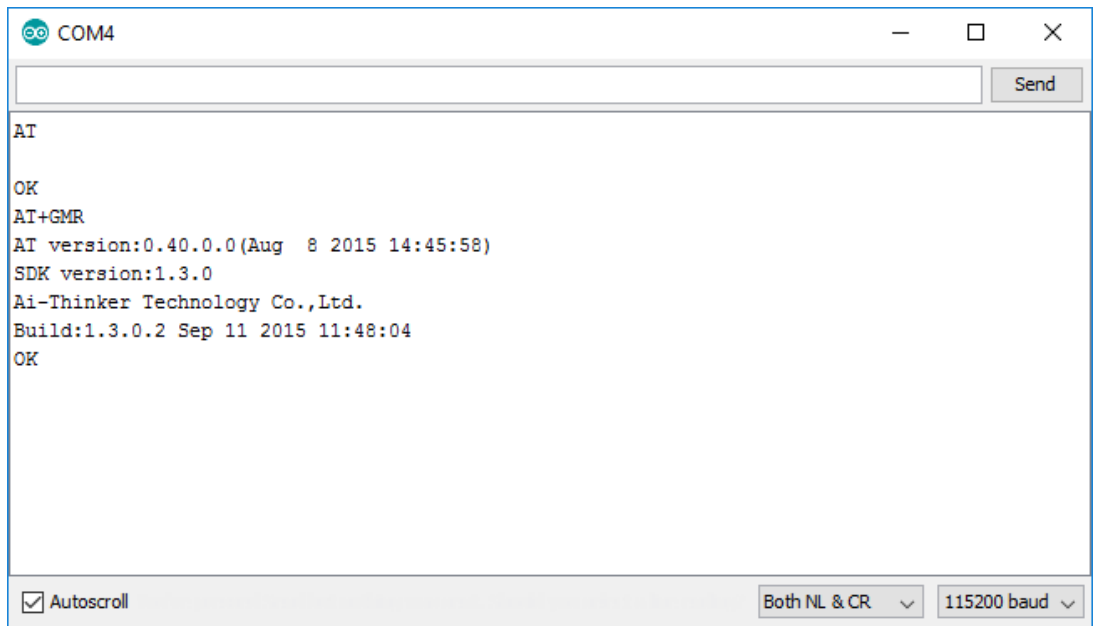 COM4
Send
AT
OK
AT+GMR
AT version:0.40.0.0(Aug  8 2015 14:45:58)
SDK version:1.3.0
Ai-Thinker Technology Co.,Ltd.
Build:1.3.0.2 Sep 11 2015 11:48:04
OK
Autoscroll
Both NL & CR
115200 baud